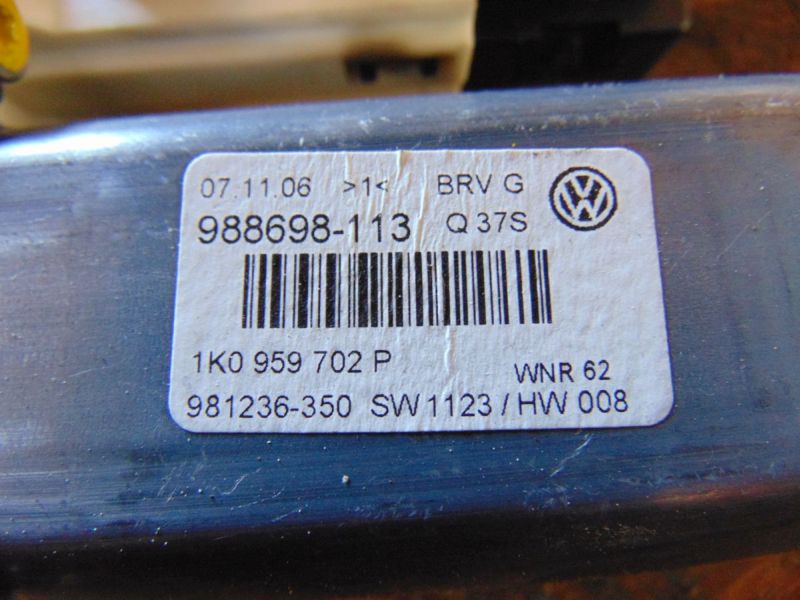 07.11.06 >1< BRV G
988698-113 Q 37S
1K0 959 702 P WNR 62
981236-350 SW 1123 / HW 008